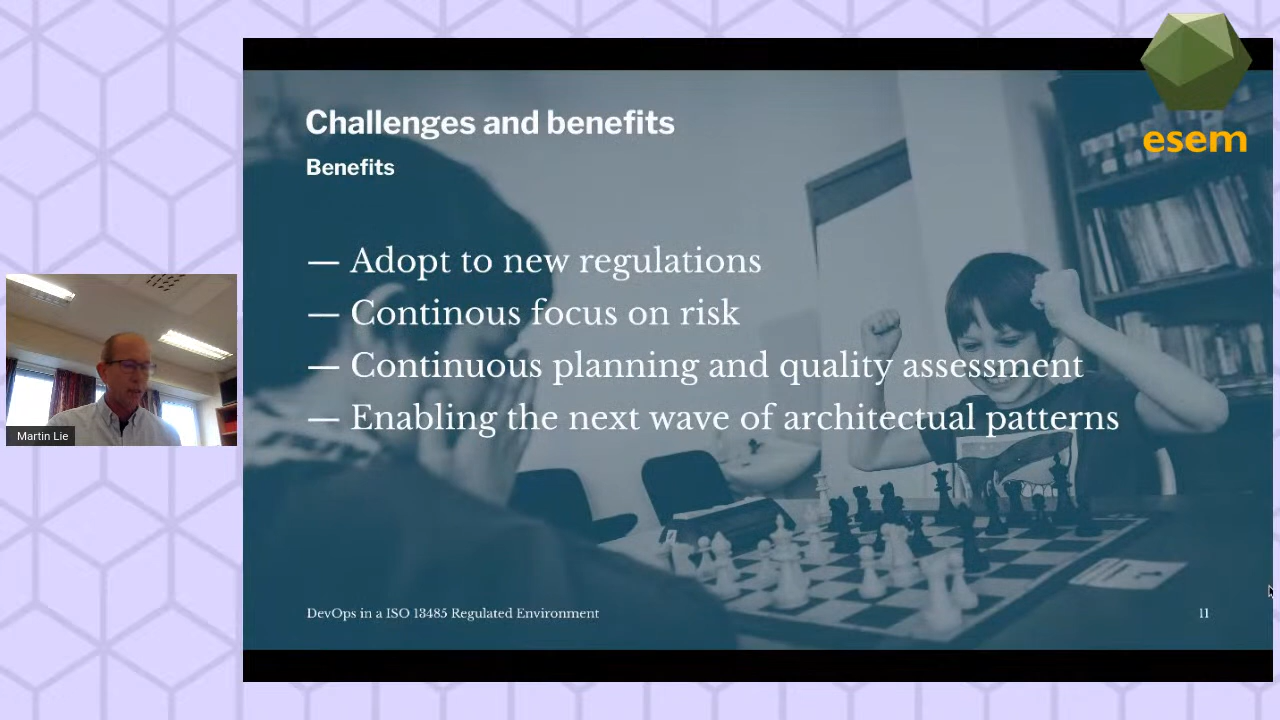 esem
Challenges and benefits
Benefits
— Adopt to new regulations
— Continous focus on risk
— Continuous planning and quality assessment
— Enabling the next wave of architectual patterns
Martin Lie
DevOps in a ISO 13485 Regulated Environment
11